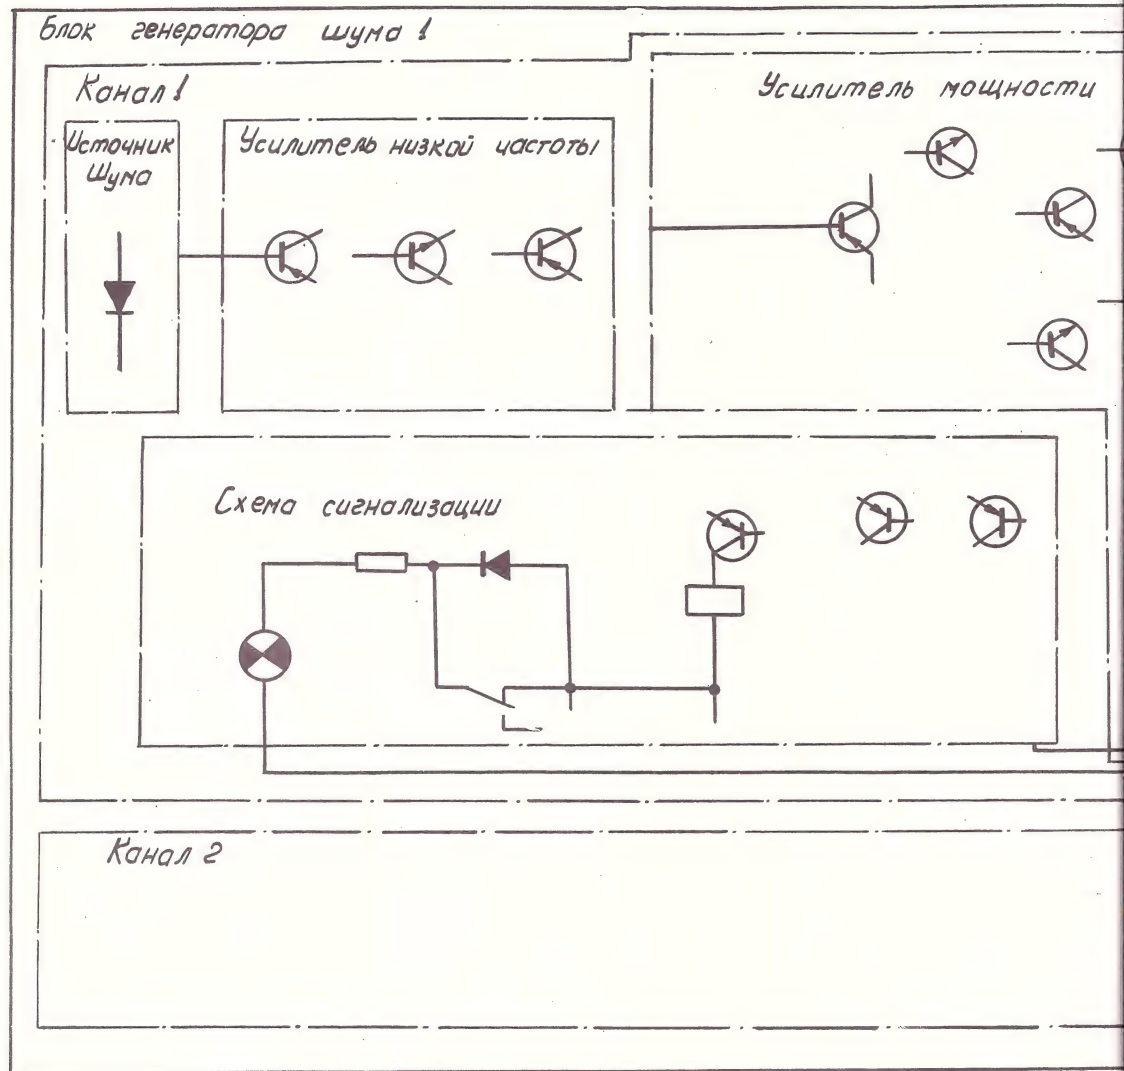 Блок генератора шума 1
Канал 1
Усилитель мощности
Источник
Шума
Усилитель низкой частоты
Схема сигнализации
Канал 2